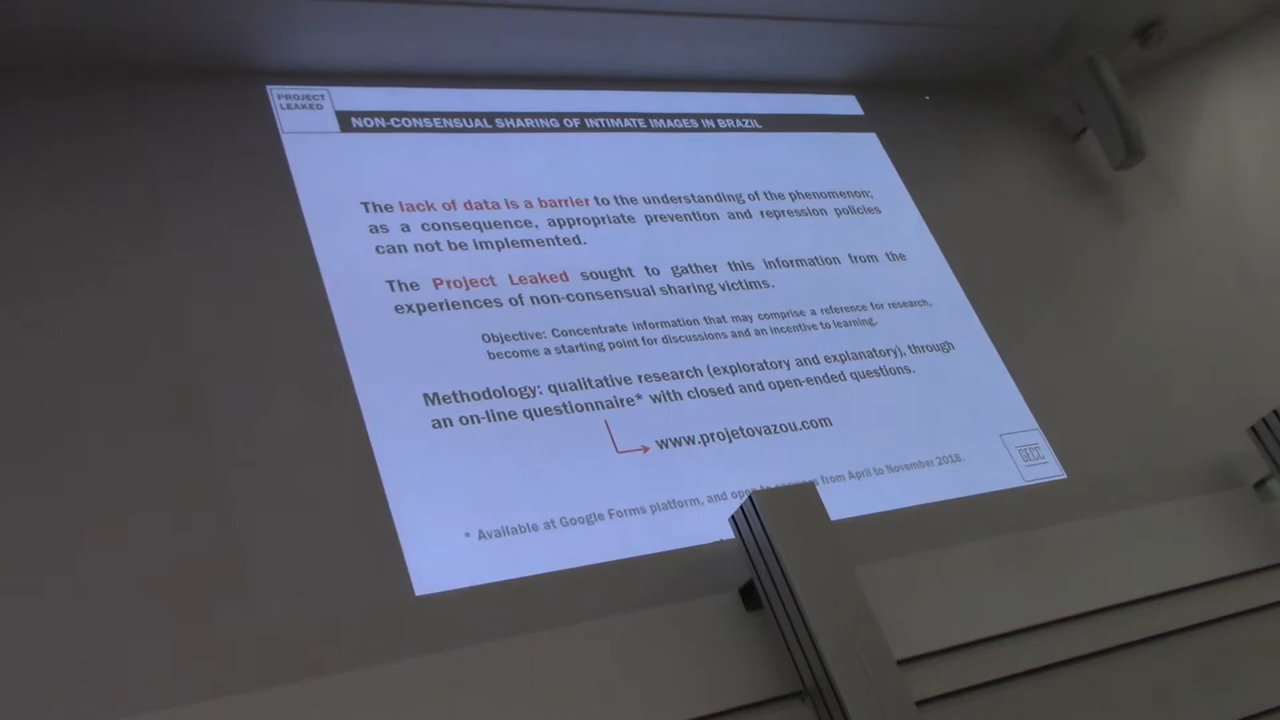 PROJECT
LEAKED
NON-CONSENSUAL SHARING OF INTIMATE IMAGES IN BRAZIL
The lack of data is a barrier to the understanding of the phenomenon;
as a consequence, appropriate prevention and repression policies
can not be implemented.
The Project Leaked sought to gather this information from the
experiences of non-consensual sharing victims.
Objective: Concentrate information that may comprise a reference for research,
become a starting point for discussions and an incentive to learning.
Methodology: qualitative research (exploratory and explanatory), through
an on-line questionnaire* with closed and open-ended questions.
www.projetovazou.com
GECC
* Available at Google Forms platform, and open to from April to November 2018.